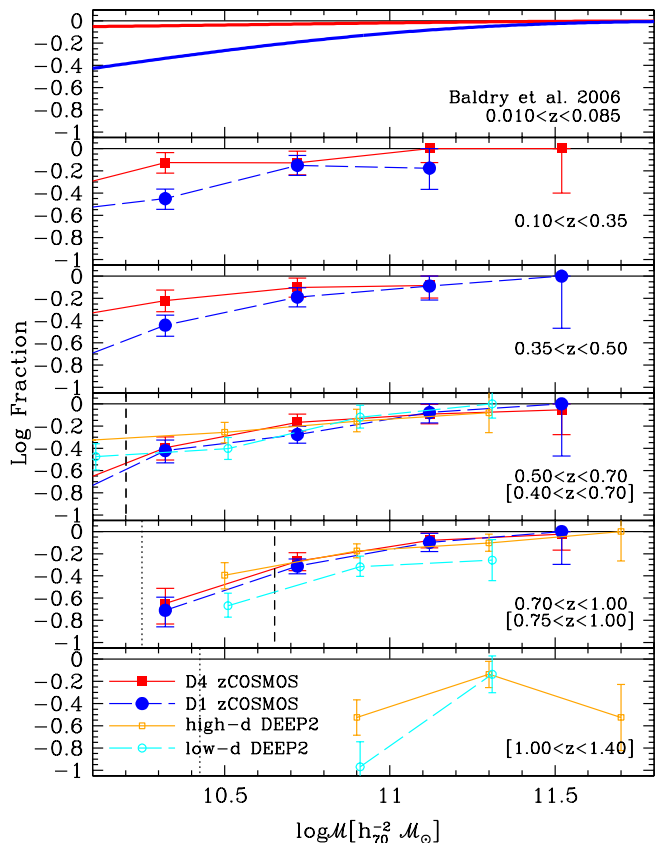 0
−0.2
−0.4
−0.6
−0.8
−1
Baldry et al. 2006
0.010<z<0.085
0
−0.2
−0.4
−0.6
−0.8
−1
0.10<z<0.35
0
−0.2
−0.4
−0.6
−0.8
−1
0.35<z<0.50
Log Fraction
0
−0.2
−0.4
−0.6
−0.8
−1
0.50<z<0.70
[0.40<z<0.70]
0
−0.2
−0.4
−0.6
−0.8
−1
0.70<z<1.00
[0.75<z<1.00]
0
−0.2
−0.4
−0.6
−0.8
−1
D4 zCOSMOS
D1 zCOSMOS
high-d DEEP2
low-d DEEP2
[1.00<z<1.40]
10.5
11
11.5
logℳ[h₇₀⁻² ℳ☉]